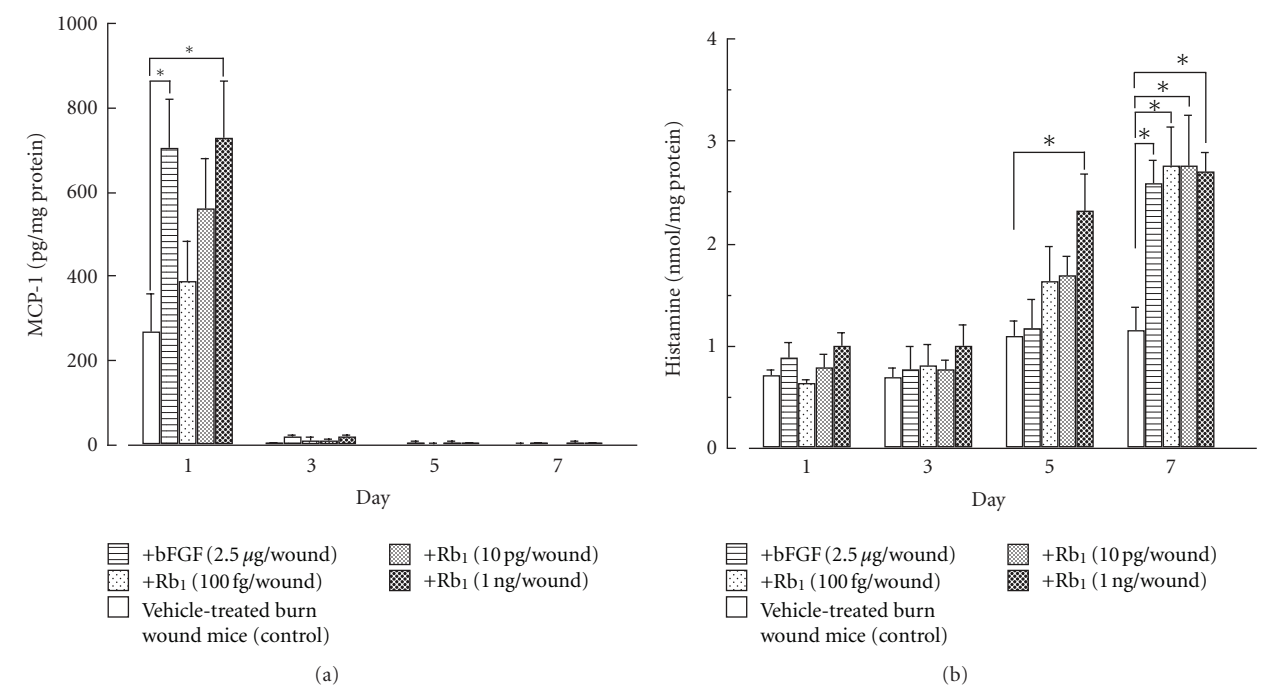 1000
800
600
400
200
0
MCP-1 (pg/mg protein)
*
*
1
3
5
7
Day
+bFGF (2.5 µg/wound)
+Rb₁ (10 pg/wound)
+Rb₁ (100 fg/wound)
+Rb₁ (1 ng/wound)
Vehicle-treated burn
wound mice (control)
(a)
4
3
2
1
0
Histamine (nmol/mg protein)
*
*
*
*
*
1
3
5
7
Day
+bFGF (2.5 µg/wound)
+Rb₁ (10 pg/wound)
+Rb₁ (100 fg/wound)
+Rb₁ (1 ng/wound)
Vehicle-treated burn
wound mice (control)
(b)